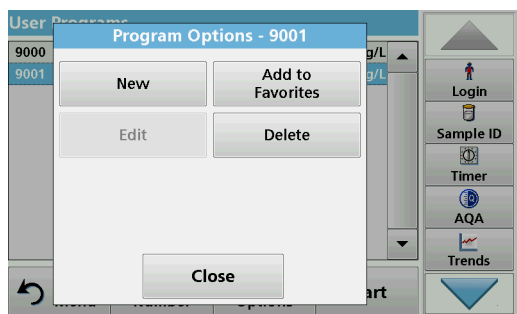 User Programs
Program Options - 9001
9000
g/L
9001
g/L
New
Add to
Favorites
Edit
Delete
Close
art
Login
Sample ID
Timer
AQA
Trends